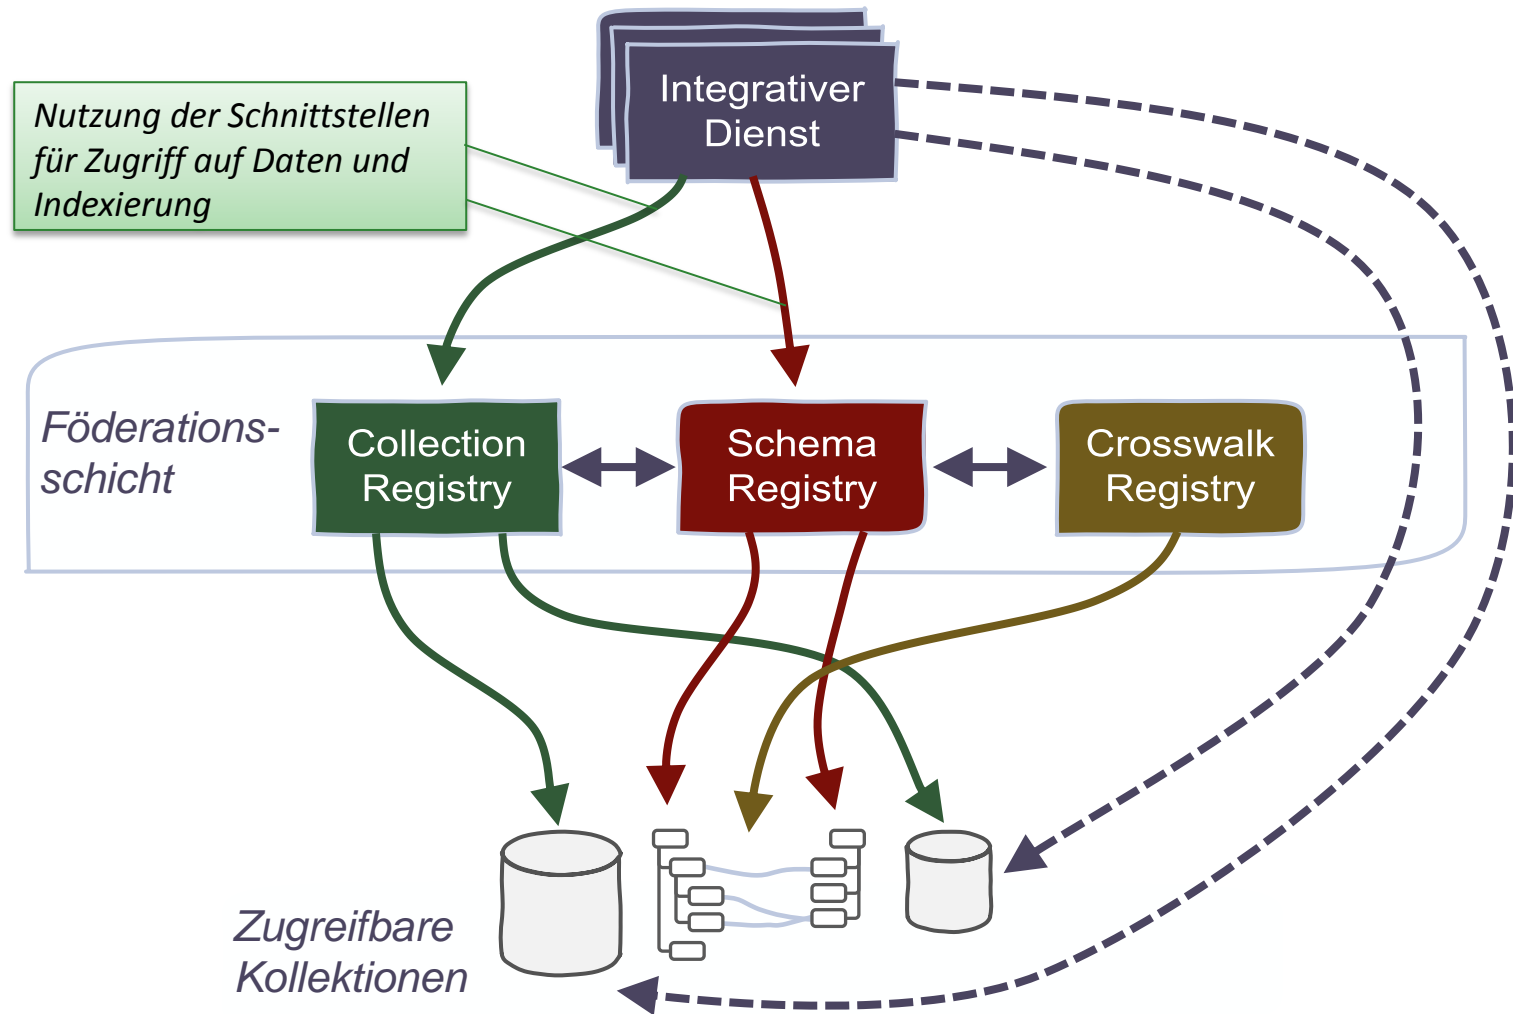 Integrativer
Dienst
Nutzung der Schnittstellen
für Zugriff auf Daten und
Indexierung
Föderations-
schicht
Collection
Registry
Schema
Registry
Crosswalk
Registry
Zugreifbare
Kollektionen